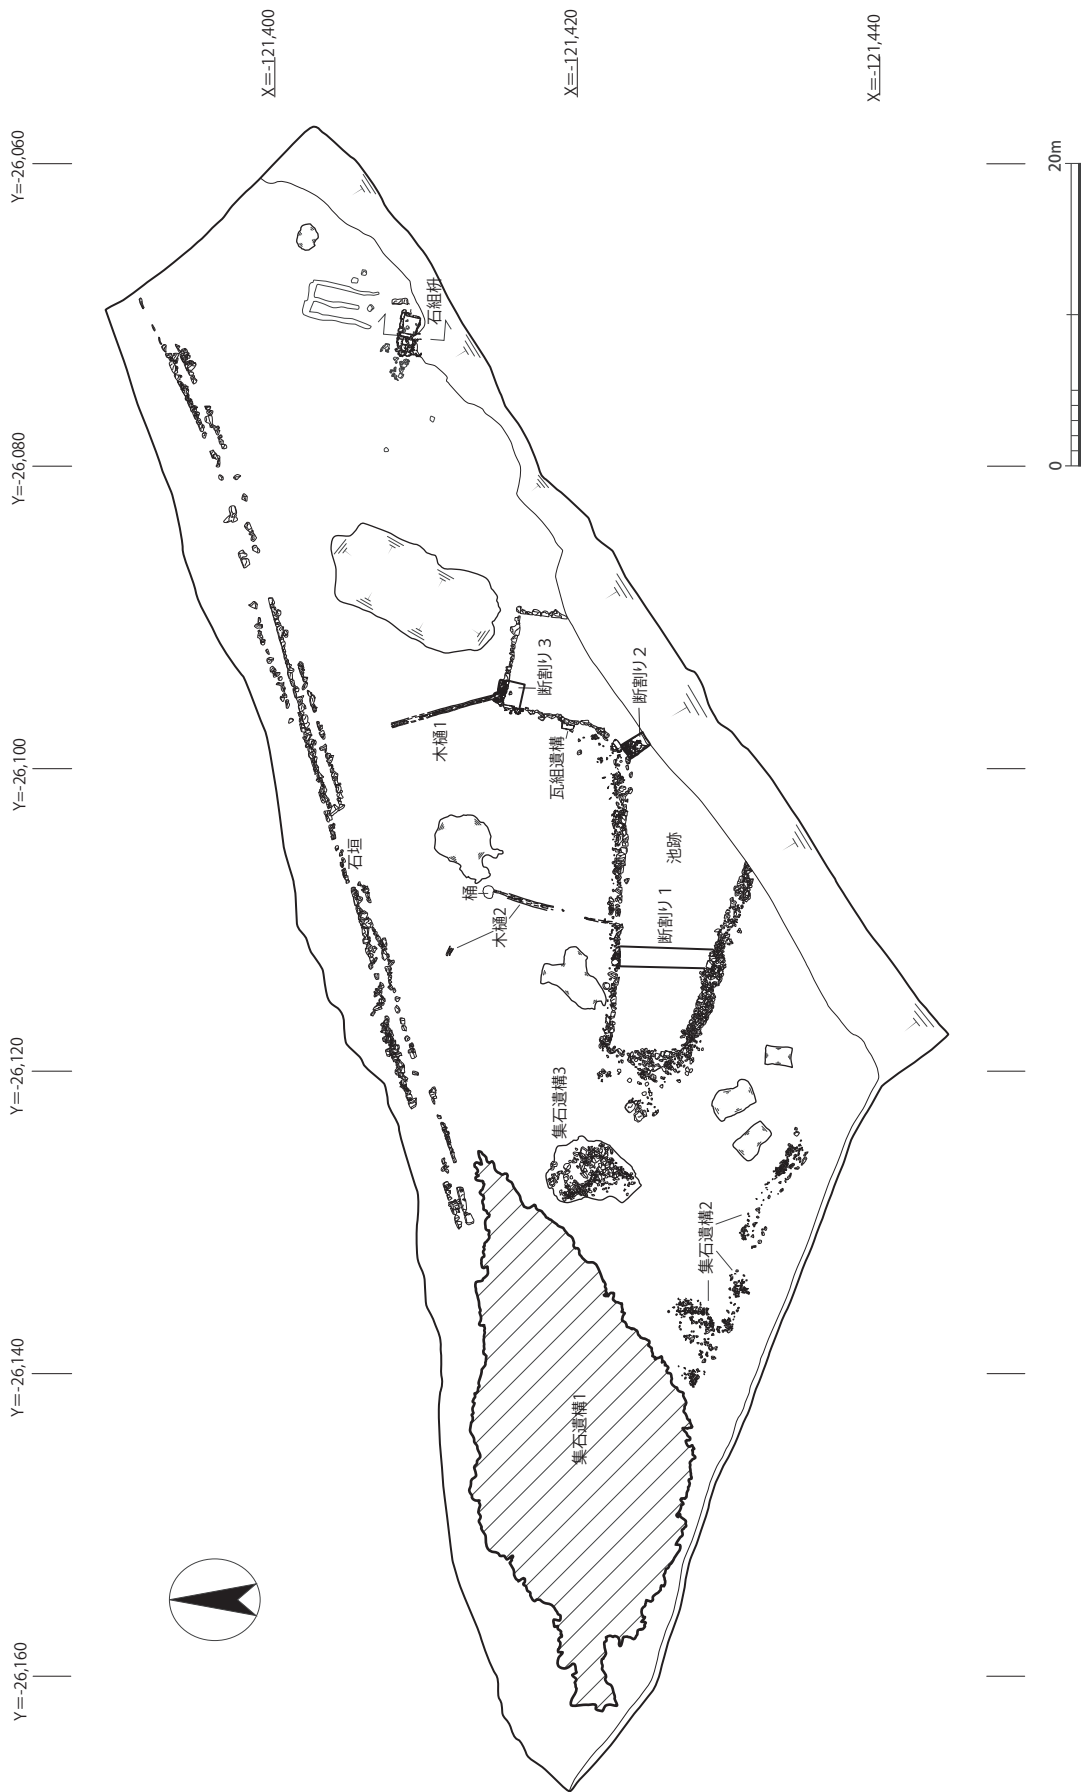 X=-121,400
X=-121,420
X=-121,440
Y=-26,060
Y=-26,080
Y=-26,100
Y=-26,120
Y=-26,140
Y=-26,160
20m
0
石組枡
断割り3
断割り2
木樋1
瓦組遺構
石垣
池跡
桶
木樋2
断割り1
集石遺構3
集石遺構2
集石遺構1